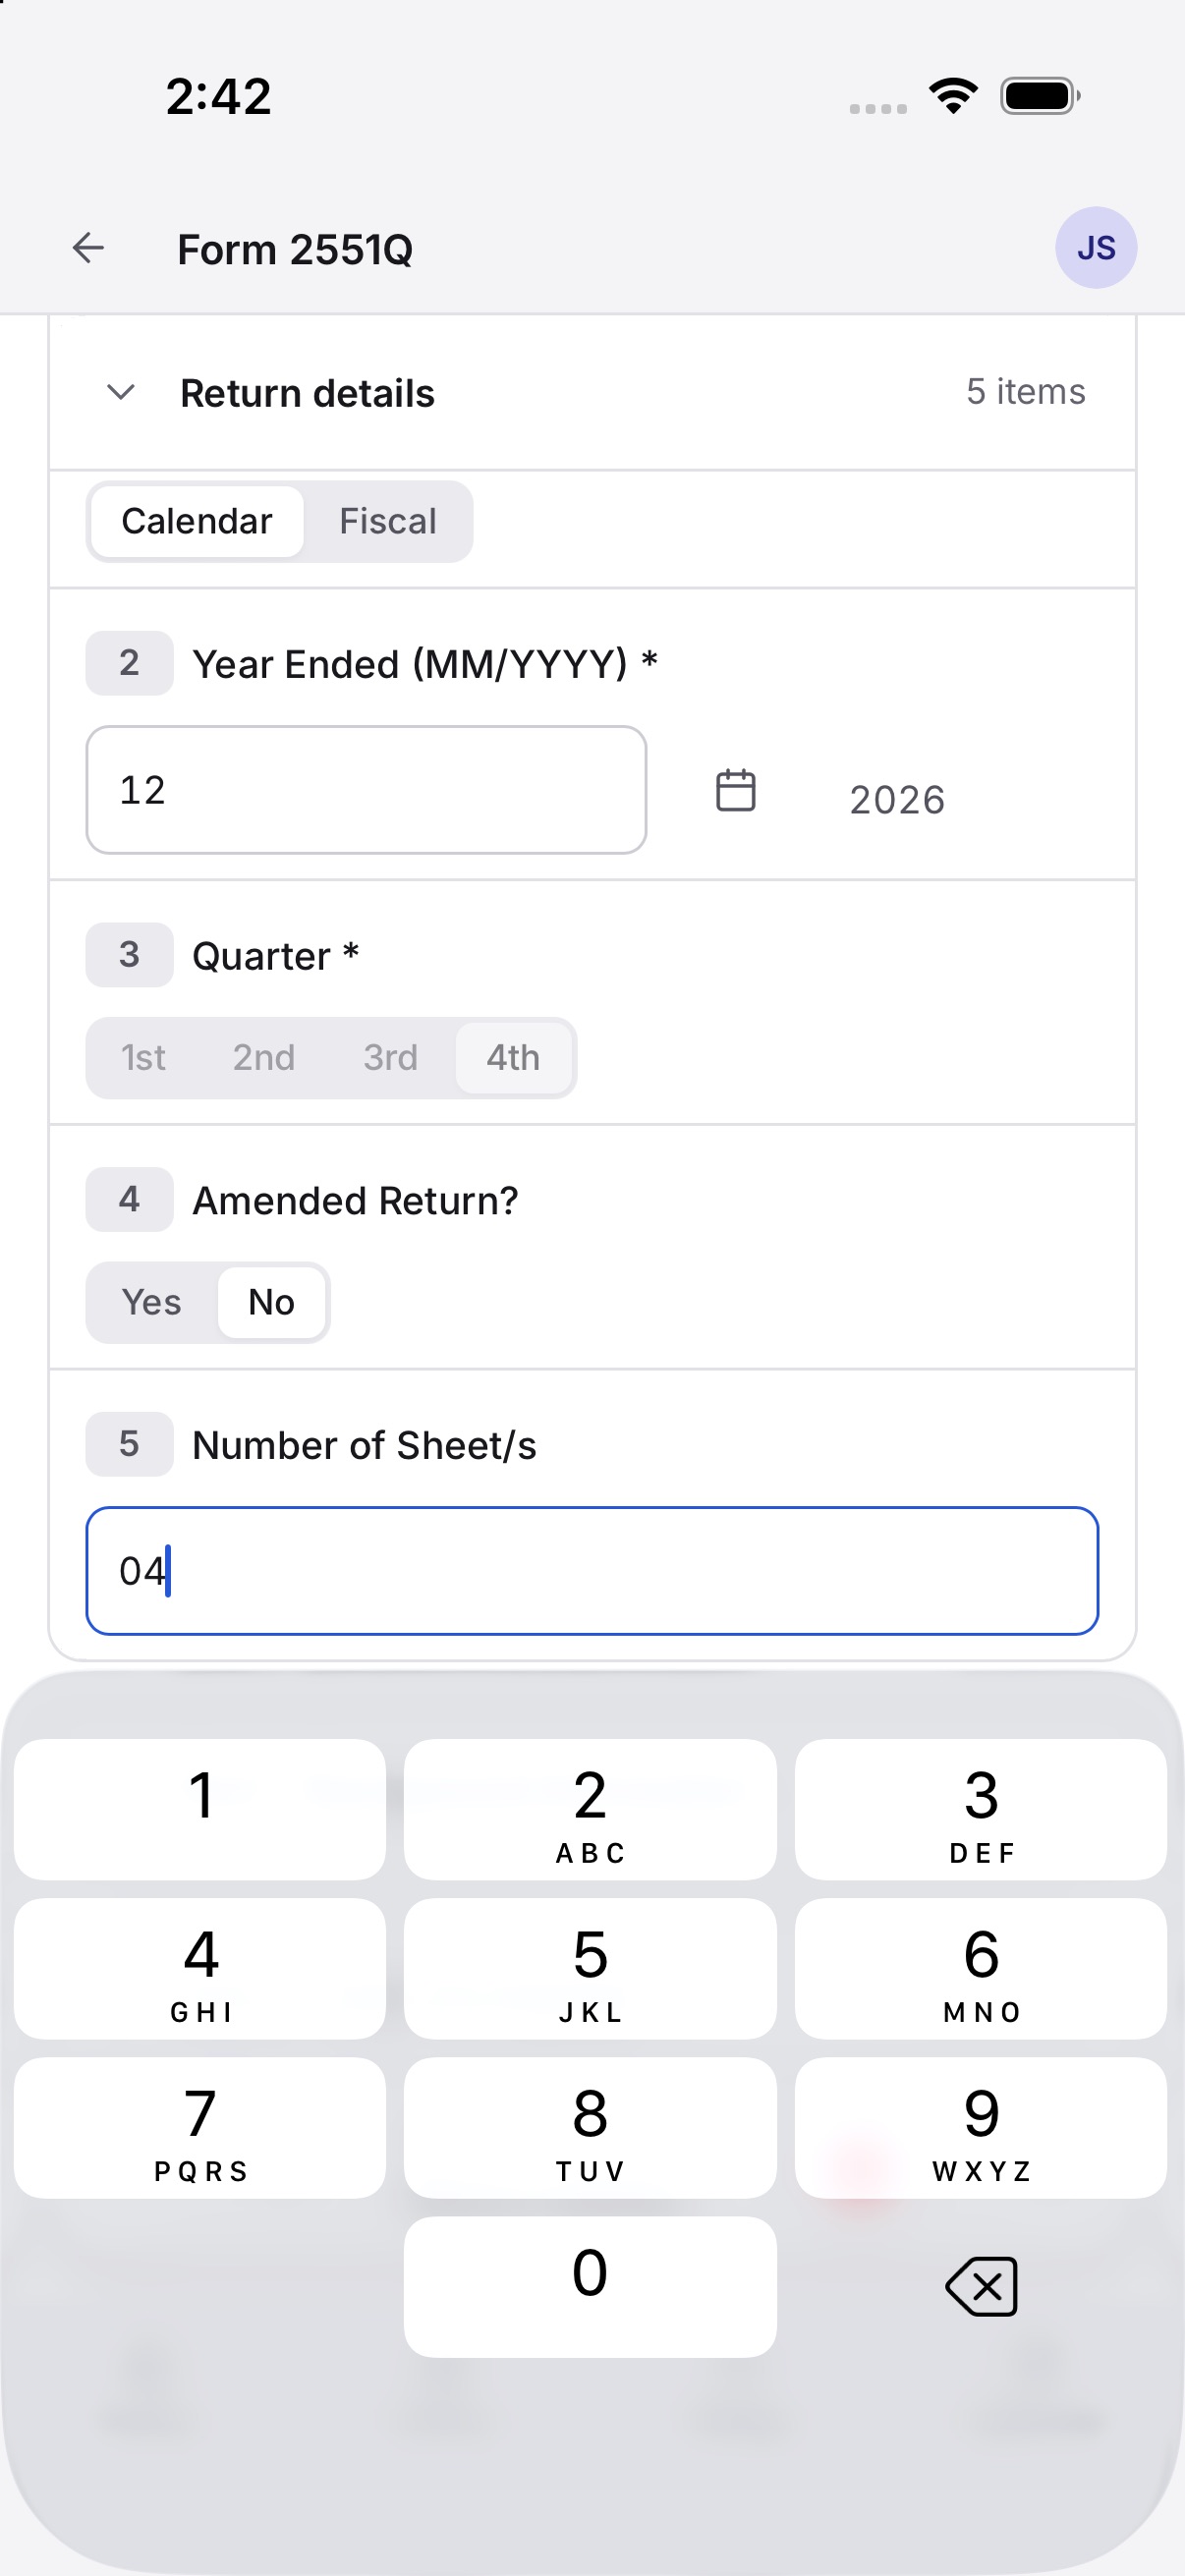 2:42
Form 2551Q
JS
Return details
5 items
Calendar
Fiscal
2
Year Ended (MM/YYYY) *
12
2026
3
Quarter *
1st
2nd
3rd
4th
4
Amended Return?
Yes
No
5
Number of Sheet/s
04
1
2
ABC
3
DEF
4
GHI
5
JKL
6
MNO
7
PQRS
8
TUV
9
WXYZ
0